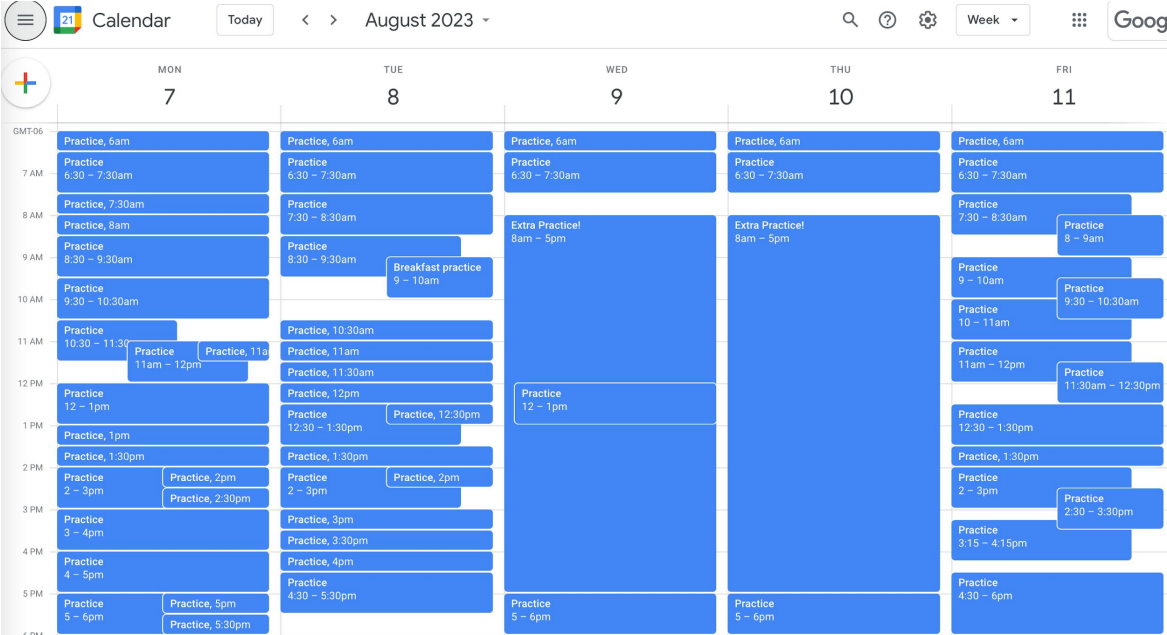 21 Calendar Today August 2023 Week Goog
MON TUE WED THU FRI
7 8 9 10 11
GMT-06
7 AM
8 AM
9 AM
10 AM
11 AM
12 PM
1 PM
2 PM
3 PM
4 PM
5 PM
6 PM
Practice, 6am
Practice
6:30 – 7:30am
Practice, 7:30am
Practice, 8am
Practice
8:30 – 9:30am
Practice
9:30 – 10:30am
Practice
10:30 – 11:30
Practice
11am – 12pm
Practice, 11a
Practice
12 – 1pm
Practice, 1pm
Practice, 1:30pm
Practice
2 – 3pm
Practice, 2pm
Practice, 2:30pm
Practice
3 – 4pm
Practice
4 – 5pm
Practice
5 – 6pm
Practice, 5pm
Practice, 5:30pm
Practice, 6am
Practice
6:30 – 7:30am
Practice
7:30 – 8:30am
Practice
8:30 – 9:30am
Breakfast practice
9 – 10am
Practice, 10:30am
Practice, 11am
Practice, 11:30am
Practice, 12pm
Practice
12:30 – 1:30pm
Practice, 12:30pm
Practice, 1:30pm
Practice
2 – 3pm
Practice, 2pm
Practice, 3pm
Practice, 3:30pm
Practice, 4pm
Practice
4:30 – 5:30pm
Practice, 6am
Practice
6:30 – 7:30am
Extra Practice!
8am – 5pm
Practice
12 – 1pm
Practice
5 – 6pm
Practice, 6am
Practice
6:30 – 7:30am
Extra Practice!
8am – 5pm
Practice
5 – 6pm
Practice, 6am
Practice
6:30 – 7:30am
Practice
7:30 – 8:30am
Practice
8 – 9am
Practice
9 – 10am
Practice
9:30 – 10:30am
Practice
10 – 11am
Practice
11am – 12pm
Practice
11:30am – 12:30pm
Practice
12:30 – 1:30pm
Practice, 1:30pm
Practice
2 – 3pm
Practice
2:30 – 3:30pm
Practice
3:15 – 4:15pm
Practice
4:30 – 6pm